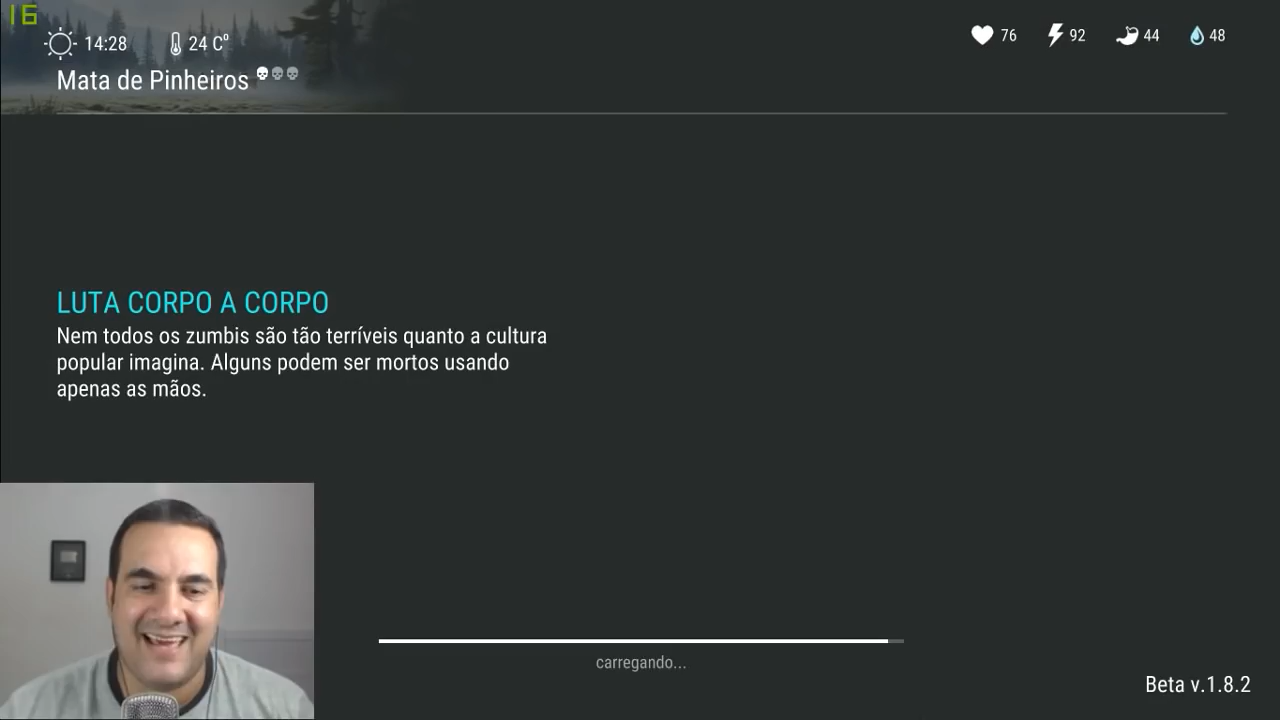 16
14:28 24 Cº
76 92 44 48
Mata de Pinheiros
LUTA CORPO A CORPO
Nem todos os zumbis são tão terríveis quanto a cultura
popular imagina. Alguns podem ser mortos usando
apenas as mãos.
carregando...
Beta v.1.8.2